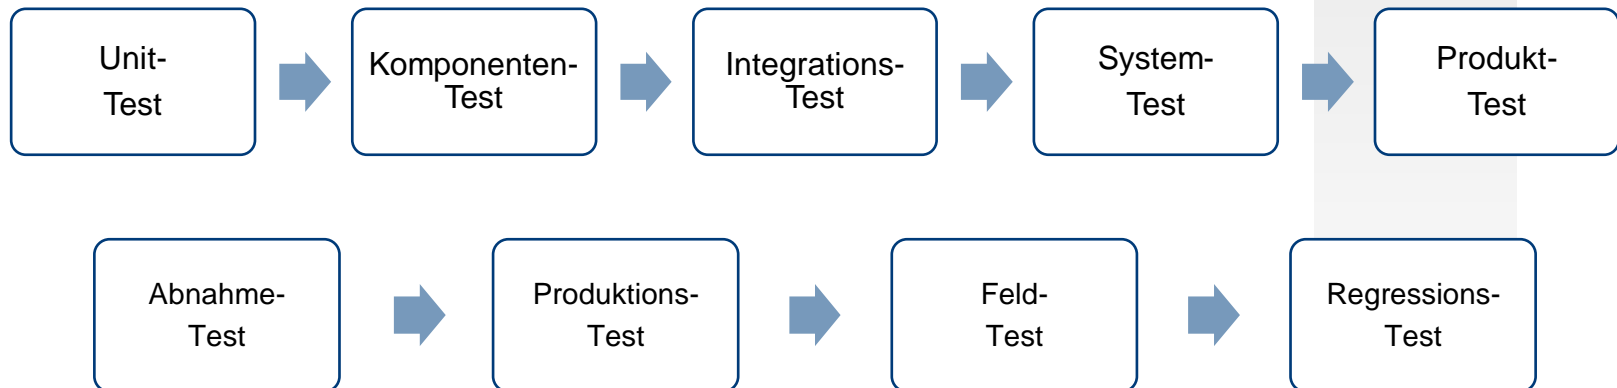 Unit-
Test
Komponenten-
Test
Integrations-
Test
System-
Test
Produkt-
Test
Abnahme-
Test
Produktions-
Test
Feld-
Test
Regressions-
Test